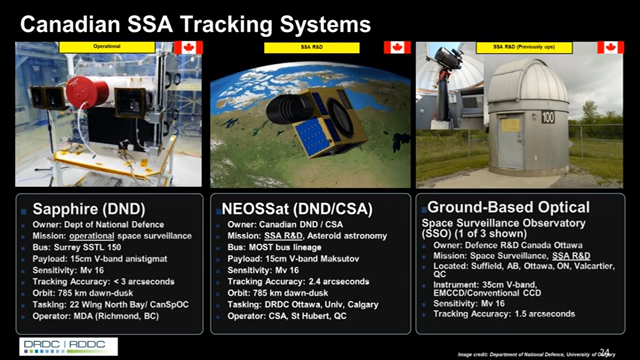 Canadian SSA Tracking Systems
Operational
SSA R&D
SSA R&D (Previously ops)
100
Sapphire (DND)
Owner: Dept of National Defence
Mission: operational space surveillance
Bus: Surrey SSTL 150
Payload: 15cm V-band anistigmat
Sensitivity: Mv 16
Tracking Accuracy: < 3 arcseconds
Orbit: 785 km dawn-dusk
Tasking: 22 Wing North Bay/ CanSpOC
Operator: MDA (Richmond, BC)
NEOSSat (DND/CSA)
Owner: Canadian DND / CSA
Mission: SSA R&D, Asteroid astronomy
Bus: MOST bus lineage
Payload: 15cm V-band Maksutov
Sensitivity: Mv 16
Tracking Accuracy: 2.4 arcseconds
Orbit: 785 km dawn-dusk
Tasking: DRDC Ottawa, Univ, Calgary
Operator: CSA, St Hubert, QC
Ground-Based Optical
Space Surveillance Observatory
(SSO) (1 of 3 shown)
Owner: Defence R&D Canada Ottawa
Mission: Space Surveillance, SSA R&D
Located: Suffield, AB, Ottawa, ON, Valcartier,
QC
Instrument: 35cm V-band,
EMCCD/Conventional CCD
Sensitivity: Mv 16
Tracking Accuracy: 1.5 arcseconds
DRDC | RDDC
24
Image credit: Department of National Defence, University of Calgary